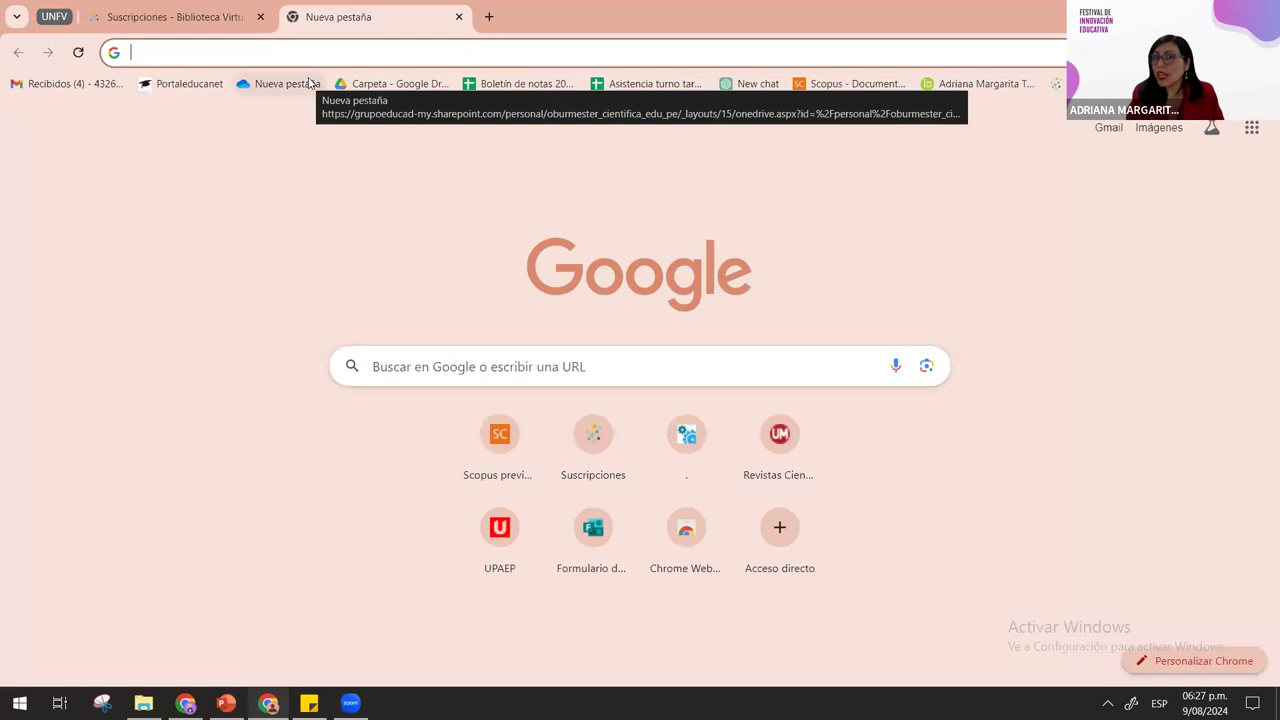 UNFV
Suscripciones - Biblioteca Virtu
Nueva pestaña
FESTIVAL DE
INNOVACIÓN
EDUCATIVA
Recibidos (4) - 4326...
Portaleducanet
Nueva pestaña
Carpeta - Google Dr...
Boletín de notas 20...
Asistencia turno tar...
New chat
Scopus - Document...
Adriana Margarita T...
Nueva pestaña
https://grupoeducad-my.sharepoint.com/personal/oburmester_cientifica_edu_pe/_layouts/15/onedrive.aspx?id=%2Fpersonal%2Foburmester_ci...
ADRIANA MARGARIT...
Gmail
Imágenes
Google
Buscar en Google o escribir una URL
SC
UM
Scopus previ...
Suscripciones
.
Revistas Cien...
U
F
UPAEP
Formulario d...
Chrome Web...
Acceso directo
Activar Windows
Ve a Configuración para activar Windows.
Personalizar Chrome
zoom
ESP
06:27 p.m.
9/08/2024